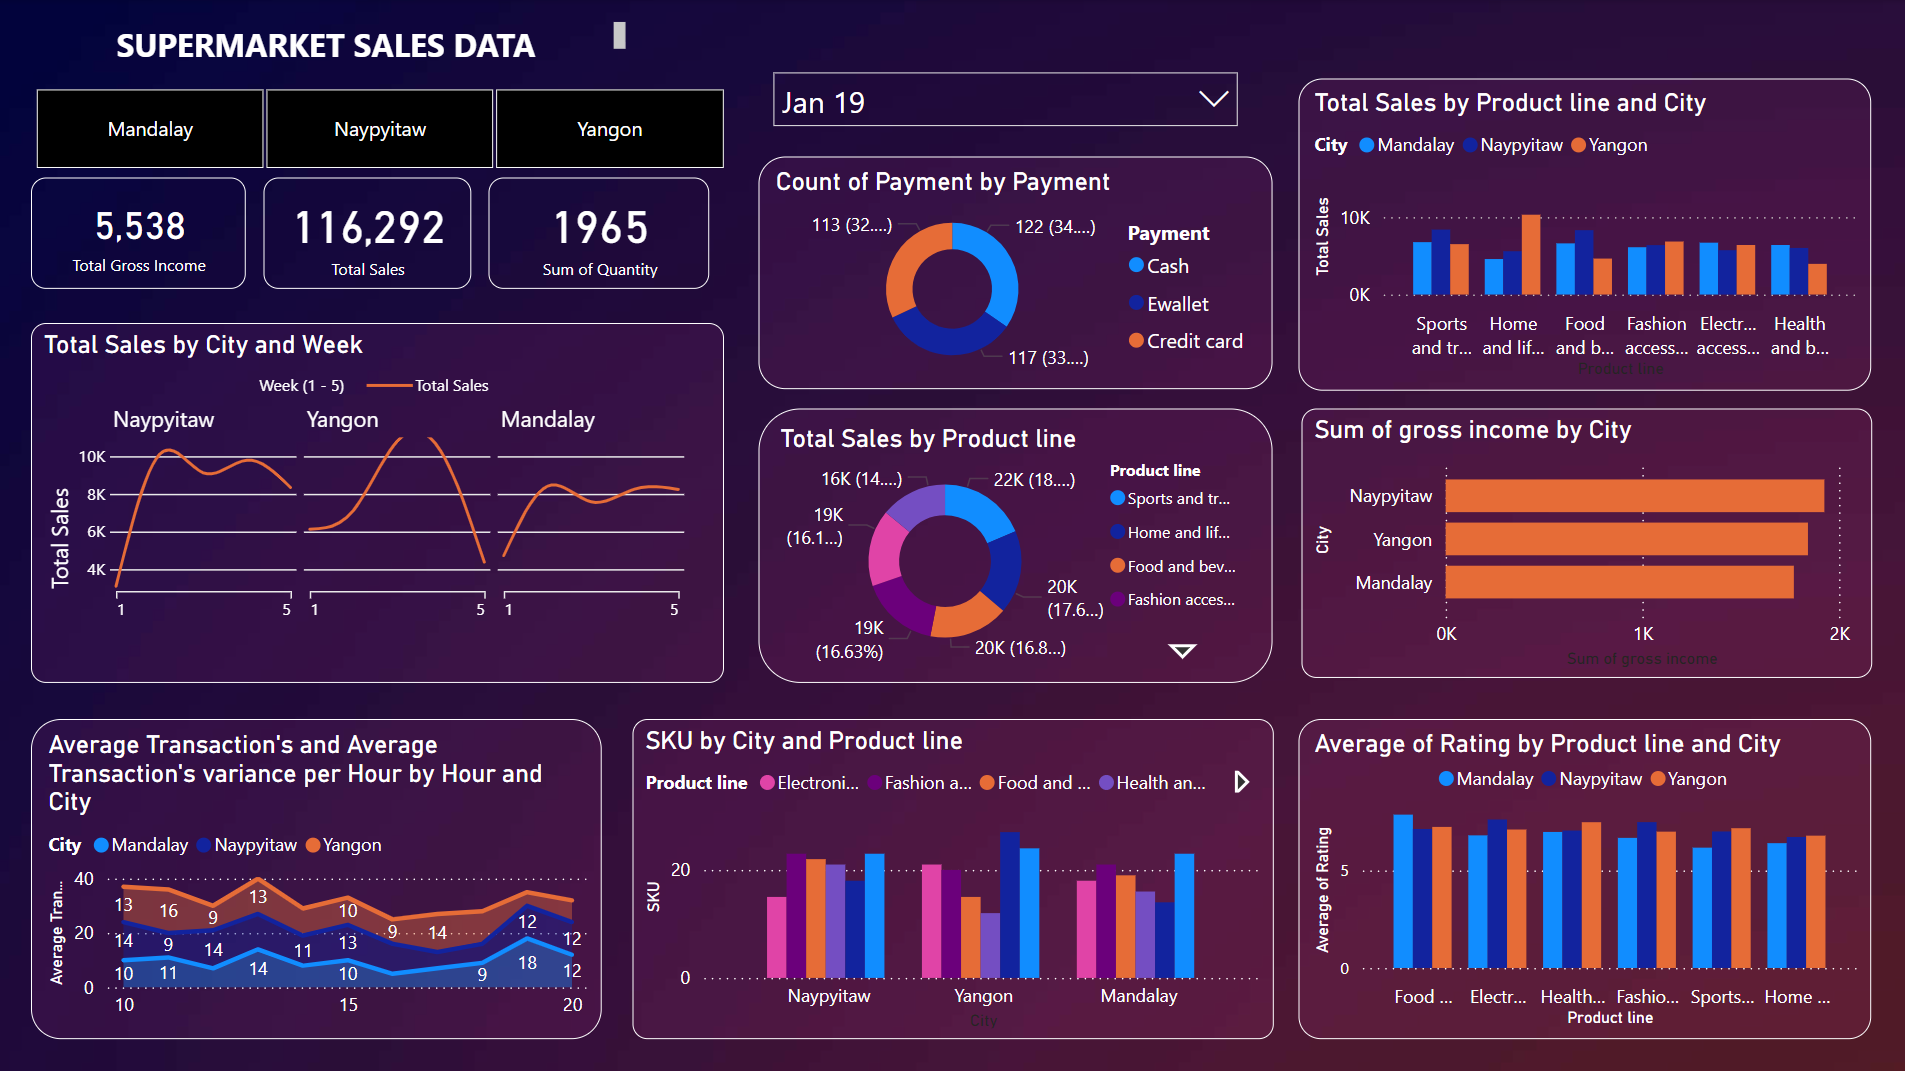 SUPERMARKET SALES DATA
Mandalay
Naypyitaw
Yangon
5,538
Total Gross Income
116,292
Total Sales
1965
Sum of Quantity
Jan 19
Count of Payment by Payment
113 (32....)
122 (34....)
117 (33....)
Payment
Cash
Ewallet
Credit card
Total Sales by Product line and City
City Mandalay Naypyitaw Yangon
Total Sales
10K
0K
Sports and tr...
Home and lif...
Food and b...
Fashion access...
Electr... access...
Health and b...
Product line
Total Sales by City and Week
Week (1 - 5) Total Sales
Naypyitaw
Yangon
Mandalay
Total Sales
10K
8K
6K
4K
1 5
1 5
1 5
Total Sales by Product line
16K (14....)
22K (18....)
19K
(16.1...)
20K
(17.6...)
19K
(16.63%)
20K (16.8...)
Product line
Sports and tr...
Home and lif...
Food and bev...
Fashion acces...
Sum of gross income by City
City
Naypyitaw
Yangon
Mandalay
0K 1K 2K
Sum of gross income
Average Transaction's and Average
Transaction's variance per Hour by Hour and
City
City Mandalay Naypyitaw Yangon
Average Tran...
40
20
0
13 16 9 13 10 9 14
14 9 14 11 13 12 12
10 11 14 10 9 18 12
10 15 20
SKU by City and Product line
Product line Electroni... Fashion a... Food and ... Health an...
SKU
20
0
Naypyitaw Yangon Mandalay
City
Average of Rating by Product line and City
Mandalay Naypyitaw Yangon
Average of Rating
5
0
Food ... Electr... Health... Fashio... Sports... Home ...
Product line